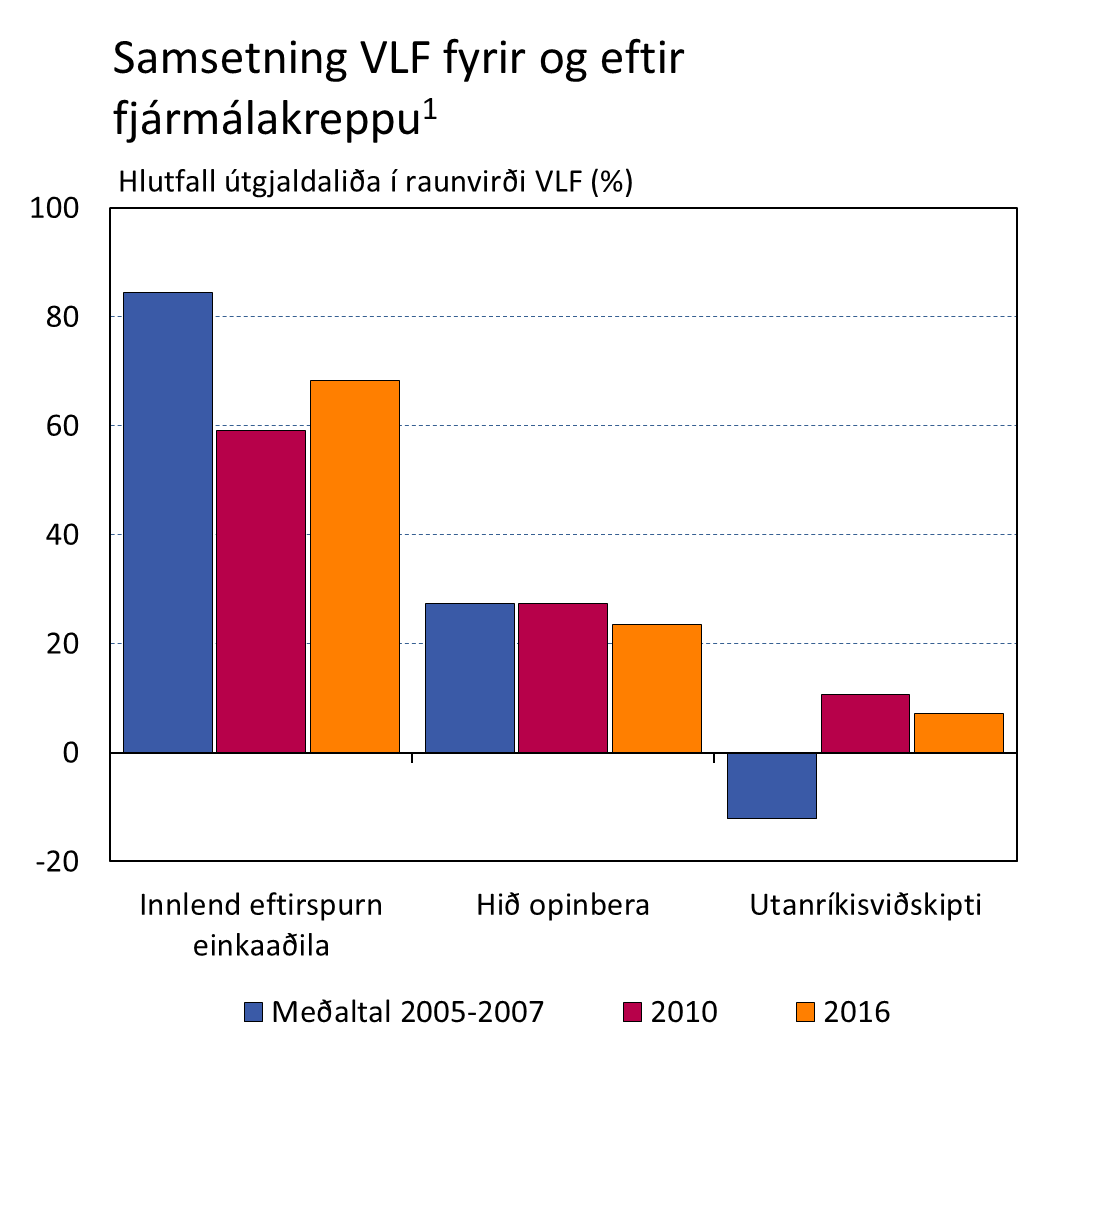 Samsetning VLF fyrir og eftir
fjármálakreppu¹
Hlutfall útgjaldaliða í raunvirði VLF (%)
100
80
60
40
20
0
-20
Innlend eftirspurn
einkaaðila
Hið opinbera
Utanríkisviðskipti
Meðaltal 2005-2007
2010
2016